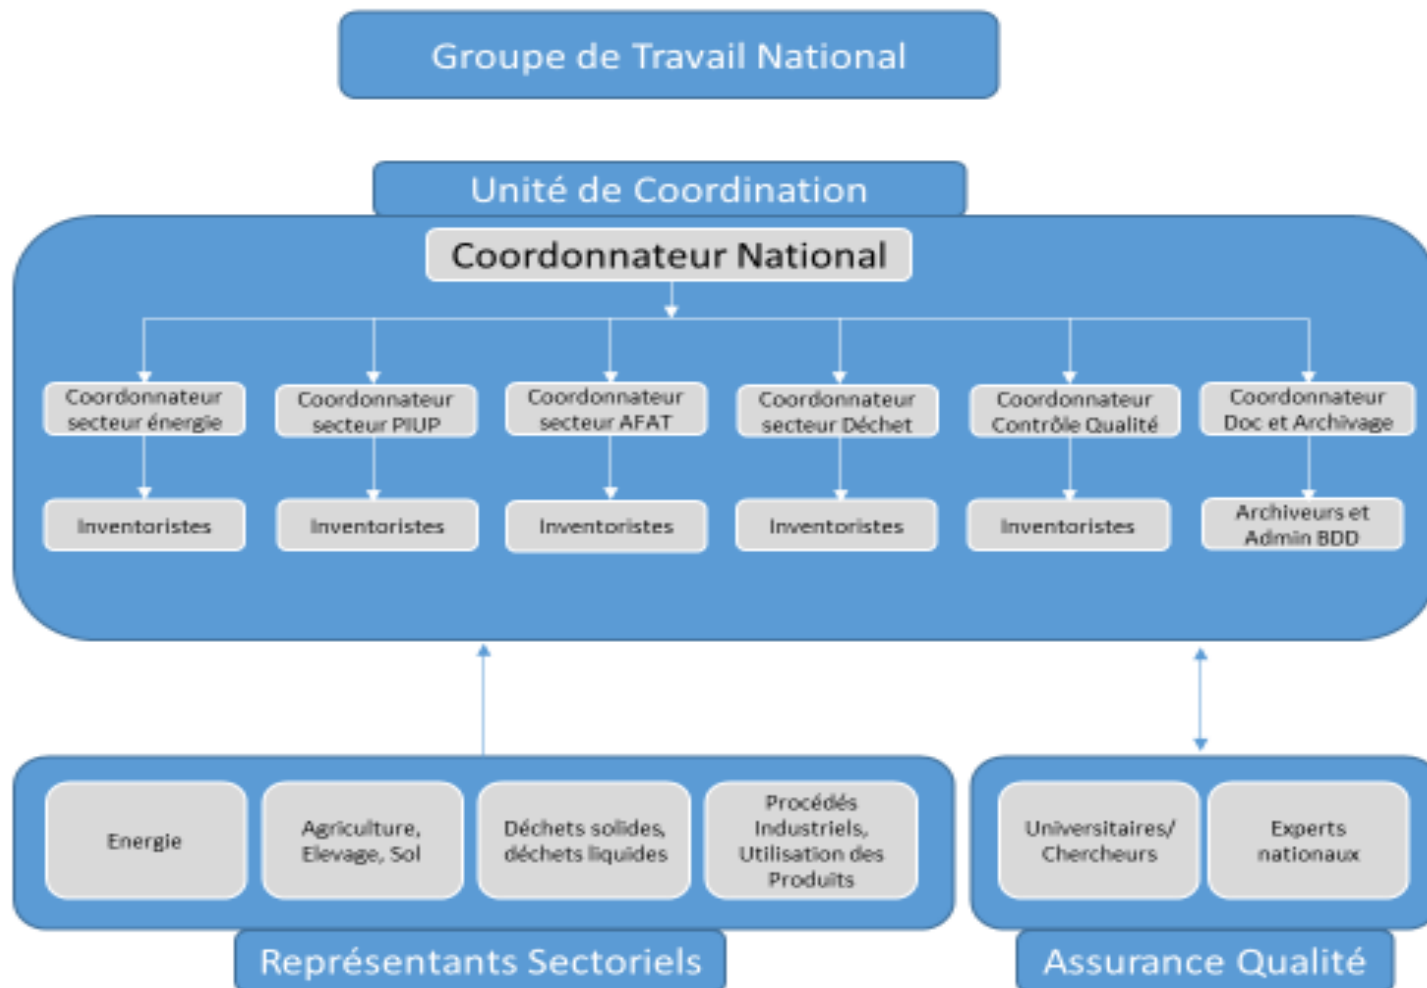 Groupe de Travail National
Unité de Coordination
Coordonnateur National
Coordonnateur
secteur énergie
Coordonnateur
secteur PIUP
Coordonnateur
secteur AFAT
Coordonnateur
secteur Déchet
Coordonnateur
Contrôle Qualité
Coordonnateur
Doc et Archivage
Inventoristes
Inventoristes
Inventoristes
Inventoristes
Inventoristes
Archiveurs et
Admin BDD
Energie
Agriculture,
Elevage, Sol
Déchets solides,
déchets liquides
Procédés
Industriels,
Utilisation des
Produits
Universitaires/
Chercheurs
Experts
nationaux
Représentants Sectoriels
Assurance Qualité